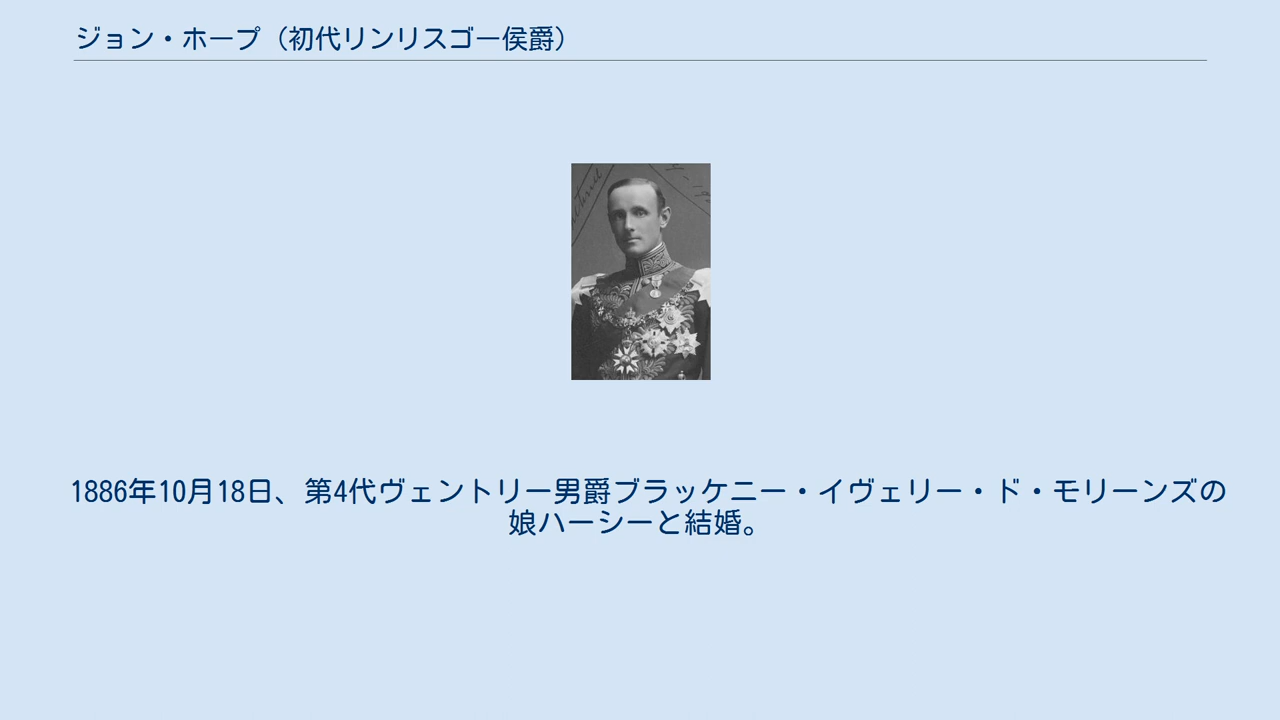 ジョン・ホープ（初代リンリスゴー侯爵）
1886年10月18日、第4代ヴェントリー男爵ブラッケニー・イヴェリー・ド・モリーンズの
娘ハーシーと結婚。